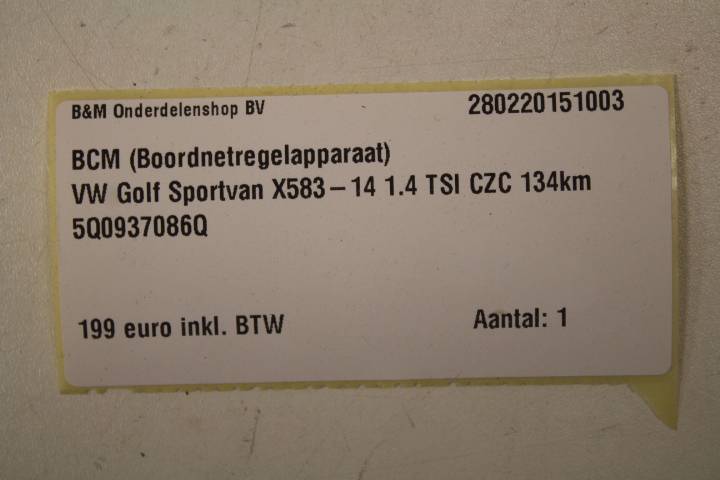 B&M Onderdelenshop BV 280220151003
BCM (Boordnetregelapparaat)
VW Golf Sportvan X583-14 1.4 TSI CZC 134km
5Q0937086Q
199 euro inkl. BTW Aantal: 1